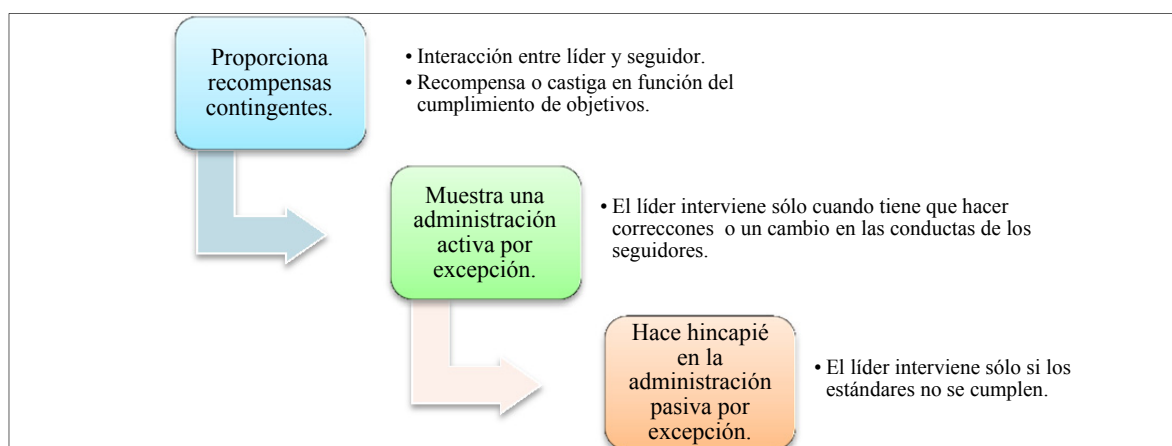 Proporciona
recompensas
contingentes.
• Interacción entre líder y seguidor.
• Recompensa o castiga en función del
cumplimiento de objetivos.
Muestra una
administración
activa por
excepción.
• El líder interviene sólo cuando tiene que hacer
correccones o un cambio en las conductas de los
seguidores.
Hace hincapié
en la
administración
pasiva por
excepción.
• El líder interviene sólo si los
estándares no se cumplen.